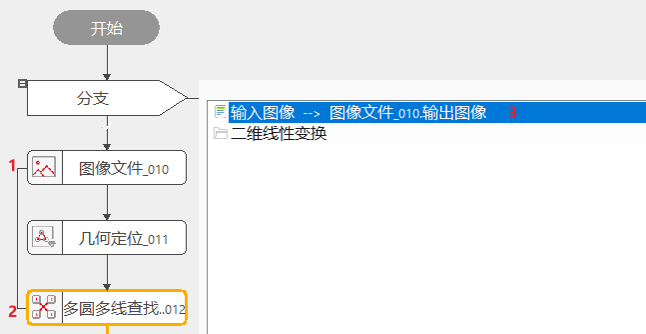 开始
分支
输入图像 --> 图像文件_010.输出图像 3
二维线性变换
1 图像文件_010
几何定位_011
2 多圆多线查找..012